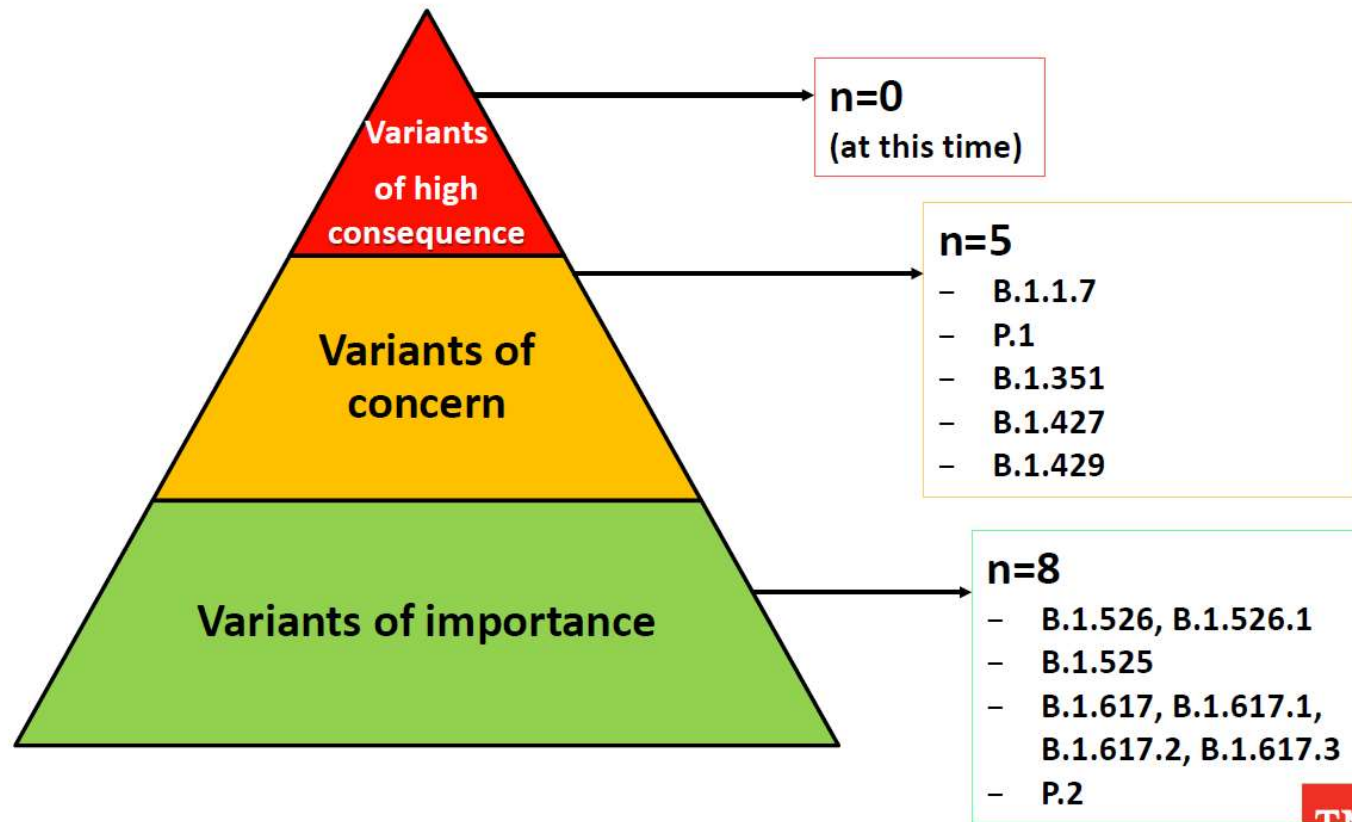 Variants
of high
consequence
n=0
(at this time)
Variants of
concern
n=5
– B.1.1.7
– P.1
– B.1.351
– B.1.427
– B.1.429
Variants of importance
n=8
– B.1.526, B.1.526.1
– B.1.525
– B.1.617, B.1.617.1,
B.1.617.2, B.1.617.3
– P.2